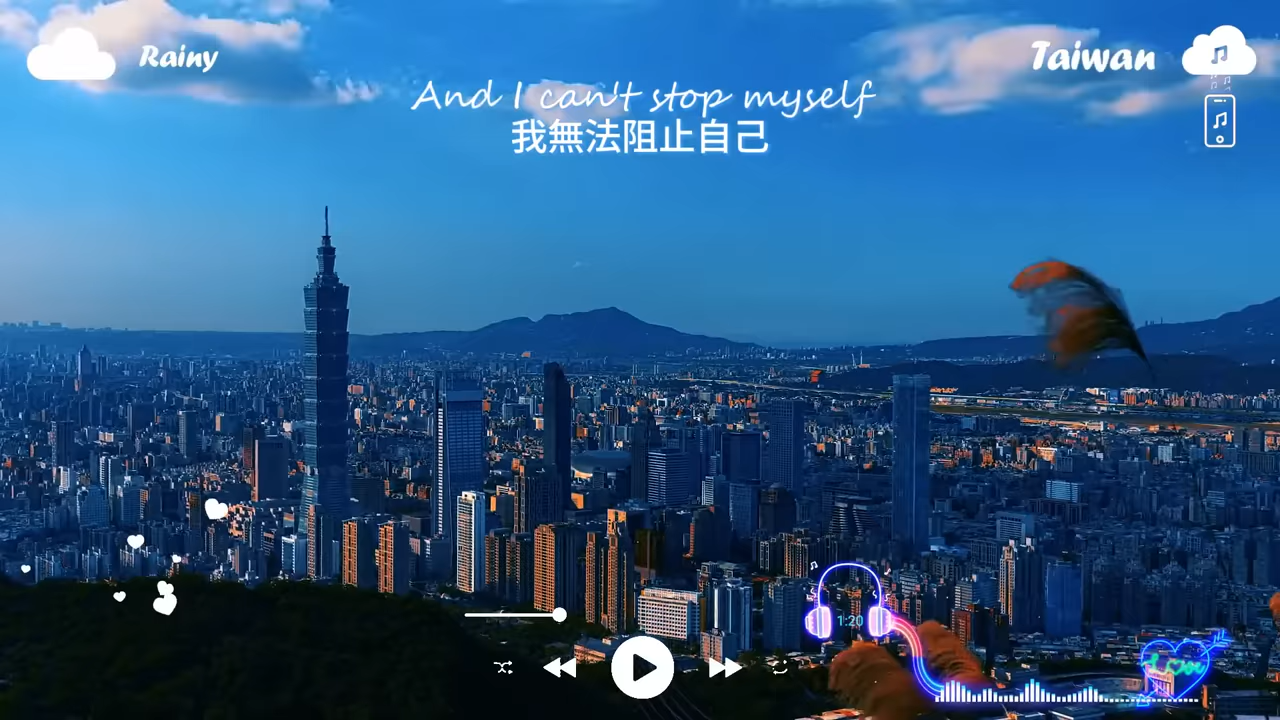 Rainy
Taiwan
And I can't stop myself
我無法阻止自己
1:20